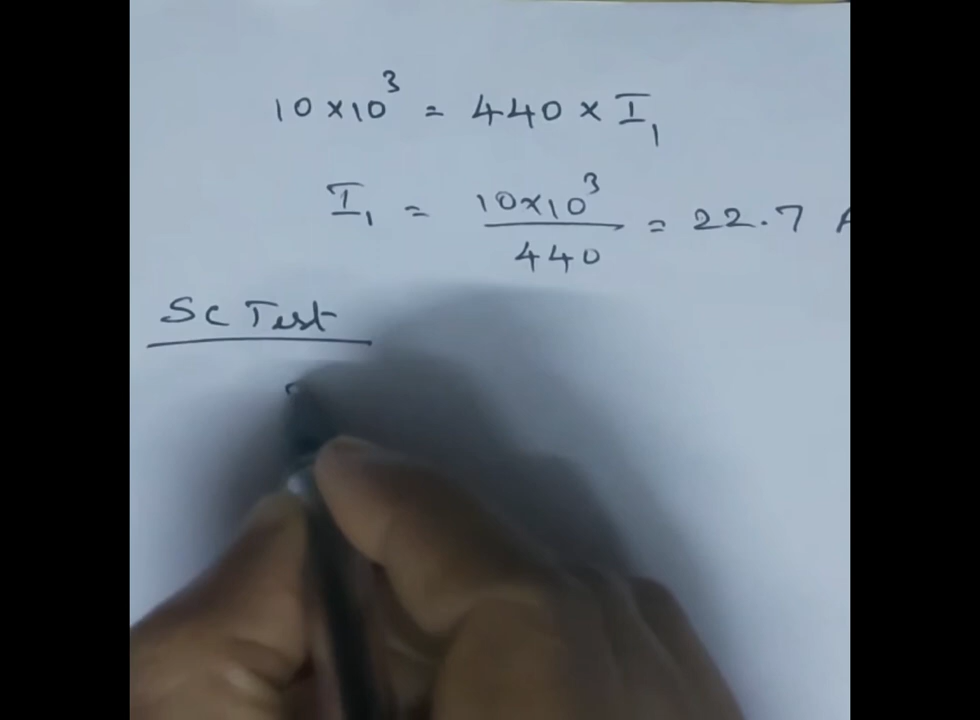 10×10³ = 440 × I₁
I₁ = 10×10³ / 440 = 22.7 A
SC Test